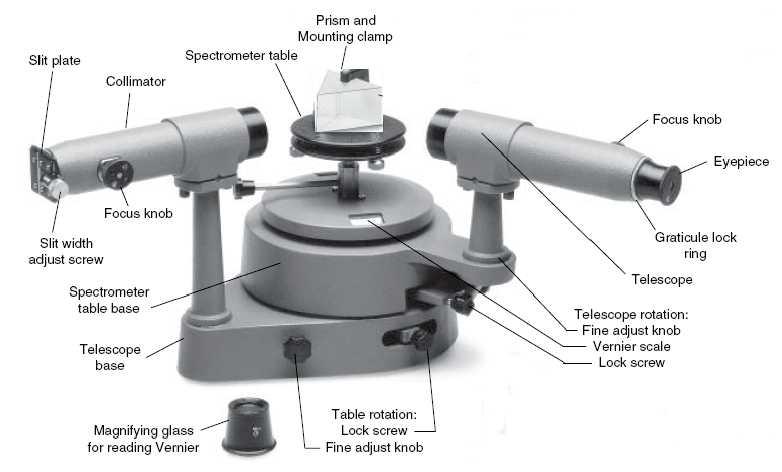 Prism and
Mounting clamp
Spectrometer table
Slit plate
Collimator
Focus knob
Eyepiece
Focus knob
Slit width
adjust screw
Graticule lock
ring
Telescope
Spectrometer
table base
Telescope rotation:
Fine adjust knob
Vernier scale
Lock screw
Telescope
base
Table rotation:
Lock screw
Fine adjust knob
Magnifying glass
for reading Vernier